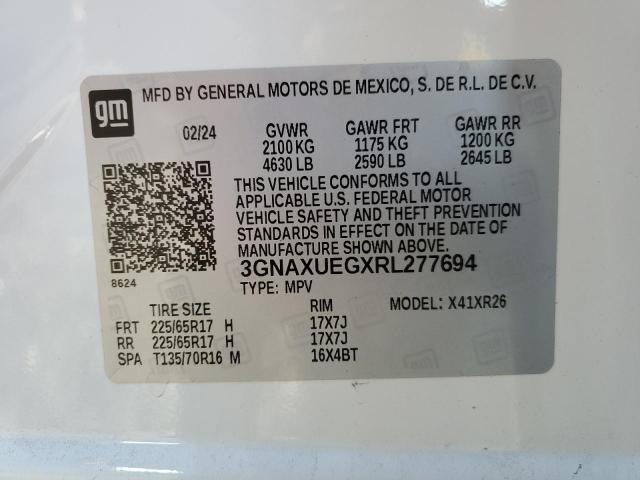 gm
MFD BY GENERAL MOTORS DE MEXICO, S. DE R.L. DE C.V.
02/24 GVWR GAWR FRT GAWR RR
2100 KG 1175 KG 1200 KG
4630 LB 2590 LB 2645 LB
THIS VEHICLE CONFORMS TO ALL
APPLICABLE U.S. FEDERAL MOTOR
VEHICLE SAFETY AND THEFT PREVENTION
STANDARDS IN EFFECT ON THE DATE OF
MANUFACTURE SHOWN ABOVE.
3GNAXUEGXRL277694
8624
TYPE: MPV
TIRE SIZE RIM MODEL: X41XR26
FRT 225/65R17 H 17X7J
RR 225/65R17 H 17X7J
SPA T135/70R16 M 16X4BT